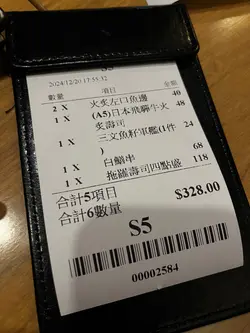 S5
2024/12/20 17:55:32
數量 項目 金額
2 X 火炙左口魚邊 40
1 X (A5)日本飛驒牛火 48
炙壽司
1 X 三文魚籽軍艦(1件 24
)
1 X 白鱔串 68
1 X 拖羅壽司四點盛 118
合計5項目 $328.00
合計6數量
S5
00002584